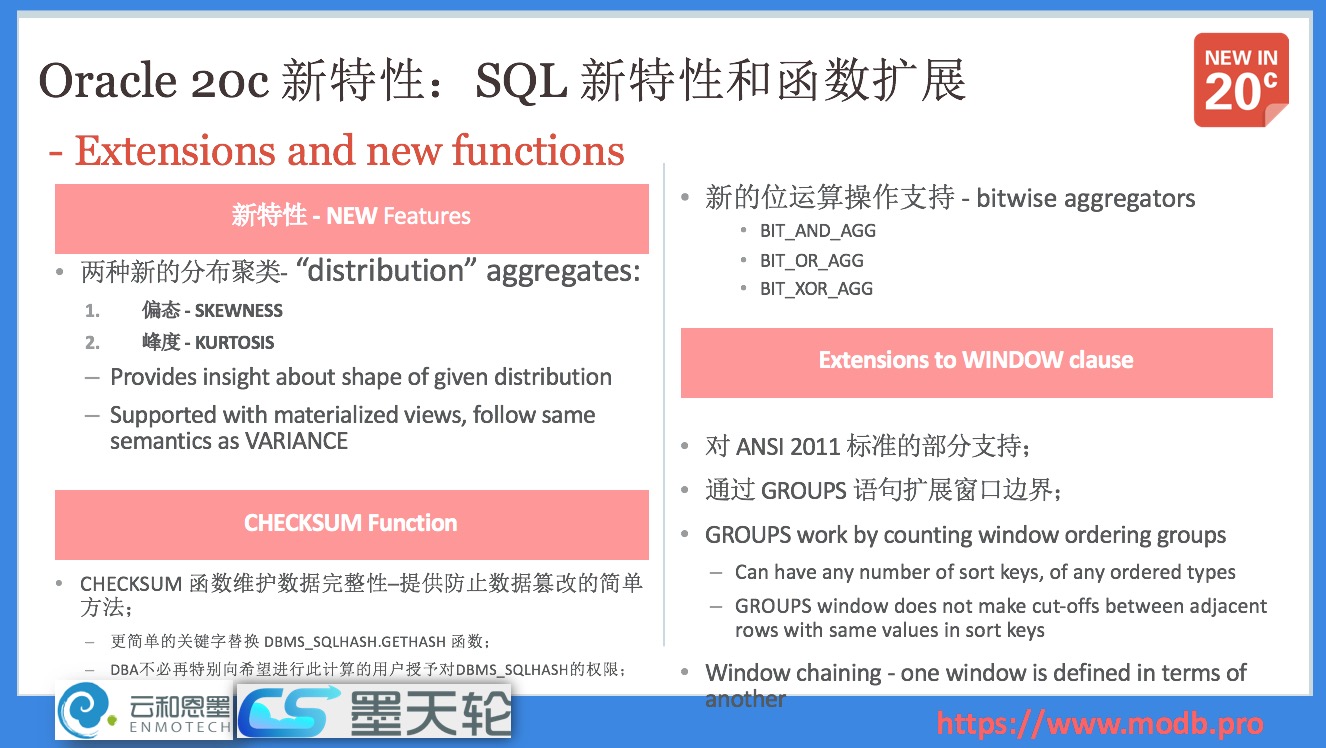 Oracle 20c 新特性：SQL 新特性和函数扩展
NEW IN
20c
- Extensions and new functions
新特性 - NEW Features
• 两种新的分布聚类- “distribution” aggregates:
1. 偏态 - SKEWNESS
2. 峰度 - KURTOSIS
– Provides insight about shape of given distribution
– Supported with materialized views, follow same
semantics as VARIANCE
CHECKSUM Function
• CHECKSUM 函数维护数据完整性–提供防止数据篡改的简单
方法；
– 更简单的关键字替换 DBMS_SQLHASH.GETHASH 函数；
– DBA不必再特别向希望进行此计算的用户授予对DBMS_SQLHASH的权限；
• 新的位运算操作支持 - bitwise aggregators
• BIT_AND_AGG
• BIT_OR_AGG
• BIT_XOR_AGG
Extensions to WINDOW clause
• 对 ANSI 2011 标准的部分支持；
• 通过 GROUPS 语句扩展窗口边界；
• GROUPS work by counting window ordering groups
– Can have any number of sort keys, of any ordered types
– GROUPS window does not make cut-offs between adjacent
rows with same values in sort keys
• Window chaining - one window is defined in terms of
another
云和恩墨
ENMOTECH
墨天轮
https://www.modb.pro